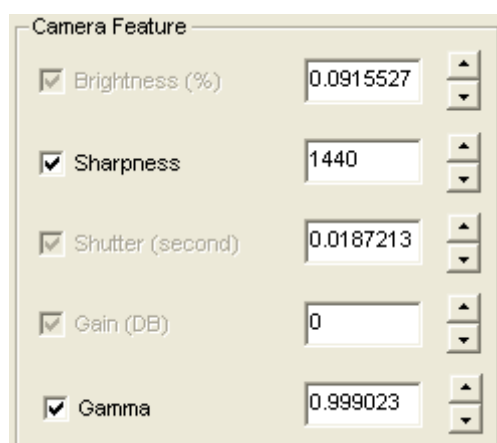 Camera Feature
Brightness (%) 0.0915527
Sharpness 1440
Shutter (second) 0.0187213
Gain (DB) 0
Gamma 0.999023